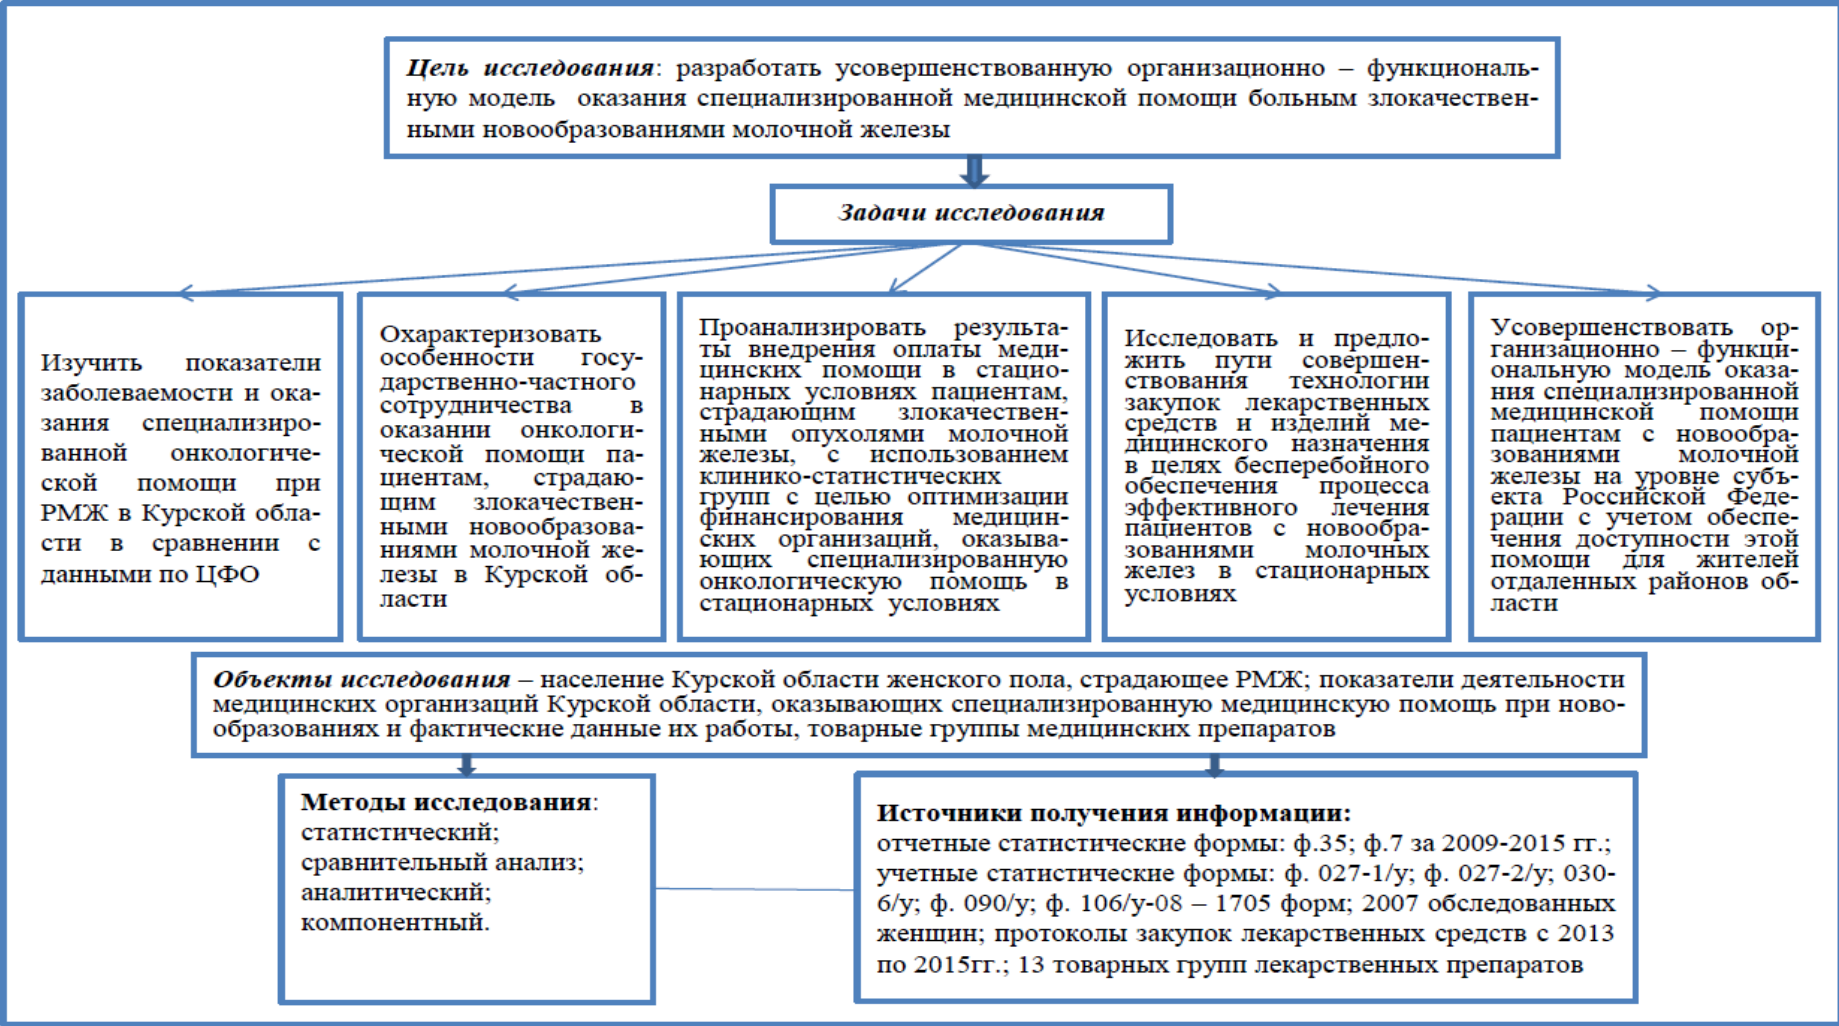 Цель исследования: разработать усовершенствованную организационно – функциональ-
ную модель оказания специализированной медицинской помощи больным злокачествен-
ными новообразованиями молочной железы
Задачи исследования
Изучить показатели
заболеваемости и ока-
зания специализиро-
ванной онкологиче-
ской помощи при
РМЖ в Курской обла-
сти в сравнении с
данными по ЦФО
Охарактеризовать
особенности госу-
дарственно-частного
сотрудничества в
оказании онкологи-
ческой помощи па-
циентам, страдаю-
щим злокачествен-
ными новообразова-
ниями молочной же-
лезы в Курской об-
ласти
Проанализировать результа-
ты внедрения оплаты меди-
цинских помощи в стацио-
нарных условиях пациентам,
страдающим злокачествен-
ными опухолями молочной
железы, с использованием
клинико-статистических
групп с целью оптимизации
финансирования медицин-
ских организаций, оказыва-
ющих специализированную
онкологическую помощь в
стационарных условиях
Исследовать и предло-
жить пути совершен-
ствования технологии
закупок лекарственных
средств и изделий ме-
дицинского назначения
в целях бесперебойного
обеспечения процесса
эффективного лечения
пациентов с новообра-
зованиями молочных
желез в стационарных
условиях
Усовершенствовать ор-
ганизационно – функци-
ональную модель оказа-
ния специализированной
медицинской помощи
пациентам с новообра-
зованиями молочной
железы на уровне субъ-
екта Российской Феде-
рации с учетом обеспе-
чения доступности этой
помощи для жителей
отдаленных районов об-
ласти
Объекты исследования – население Курской области женского пола, страдающее РМЖ; показатели деятельности
медицинских организаций Курской области, оказывающих специализированную медицинскую помощь при ново-
образованиях и фактические данные их работы, товарные группы медицинских препаратов
Методы исследования:
статистический;
сравнительный анализ;
аналитический;
компонентный.
Источники получения информации:
отчетные статистические формы: ф.35; ф.7 за 2009-2015 гг.;
учетные статистические формы: ф. 027-1/у; ф. 027-2/у; 030-
6/у; ф. 090/у; ф. 106/у-08 – 1705 форм; 2007 обследованных
женщин; протоколы закупок лекарственных средств с 2013
по 2015гг.; 13 товарных групп лекарственных препаратов